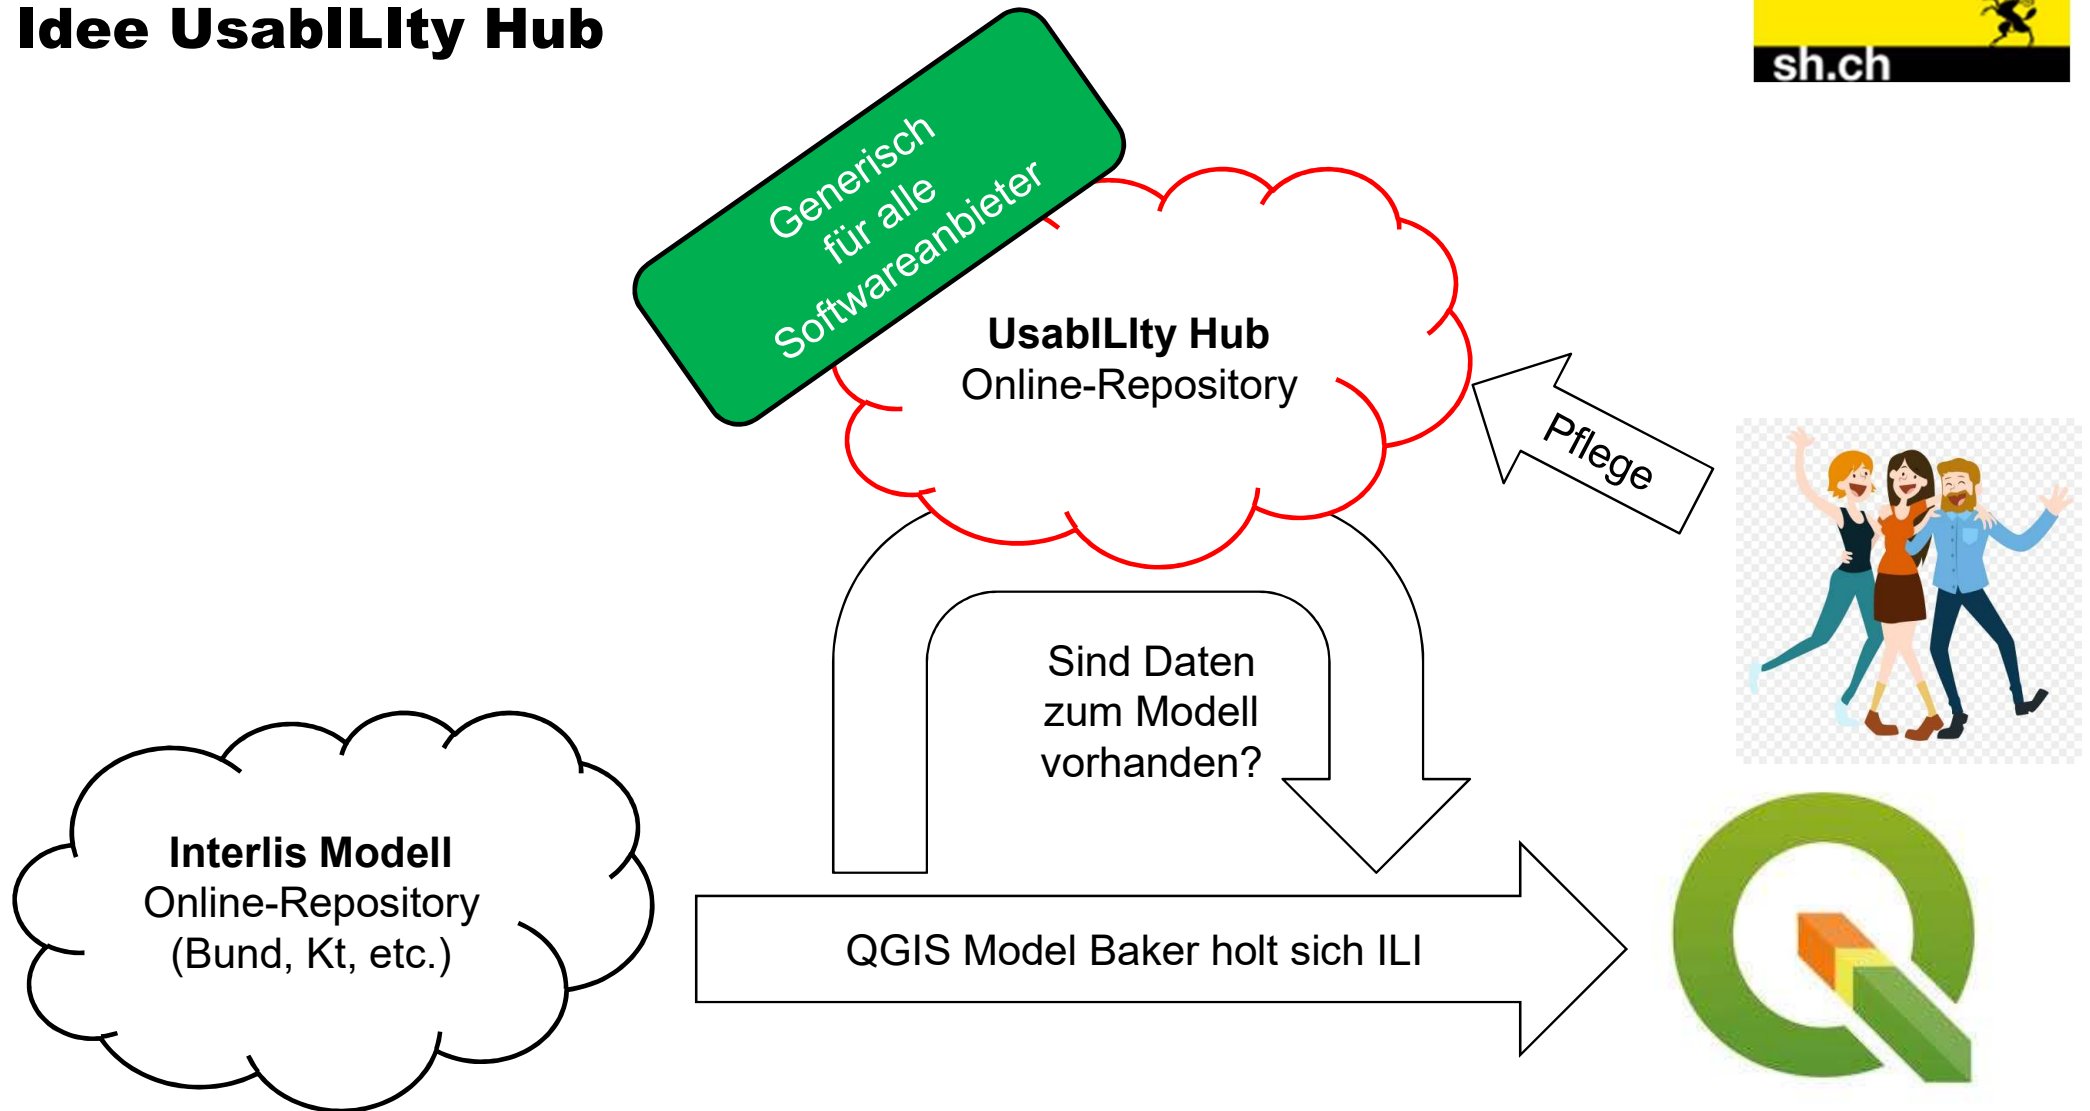 Idee UsabILIty Hub
sh.ch
Generisch
für alle
Softwareanbieter
UsabILIty Hub
Online-Repository
Pflege
Sind Daten
zum Modell
vorhanden?
Interlis Modell
Online-Repository
(Bund, Kt, etc.)
QGIS Model Baker holt sich ILI